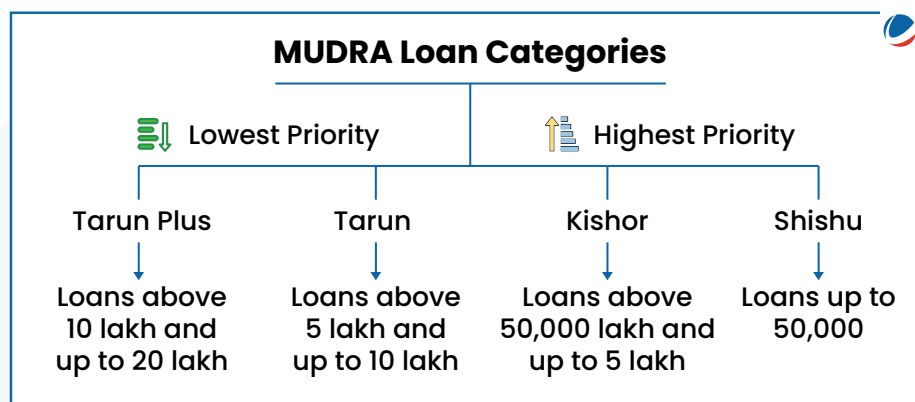 MUDRA Loan Categories
Lowest Priority
Highest Priority
Tarun Plus
Tarun
Kishor
Shishu
Loans above
10 lakh and
up to 20 lakh
Loans above
5 lakh and
up to 10 lakh
Loans above
50,000 lakh and
up to 5 lakh
Loans up to
50,000